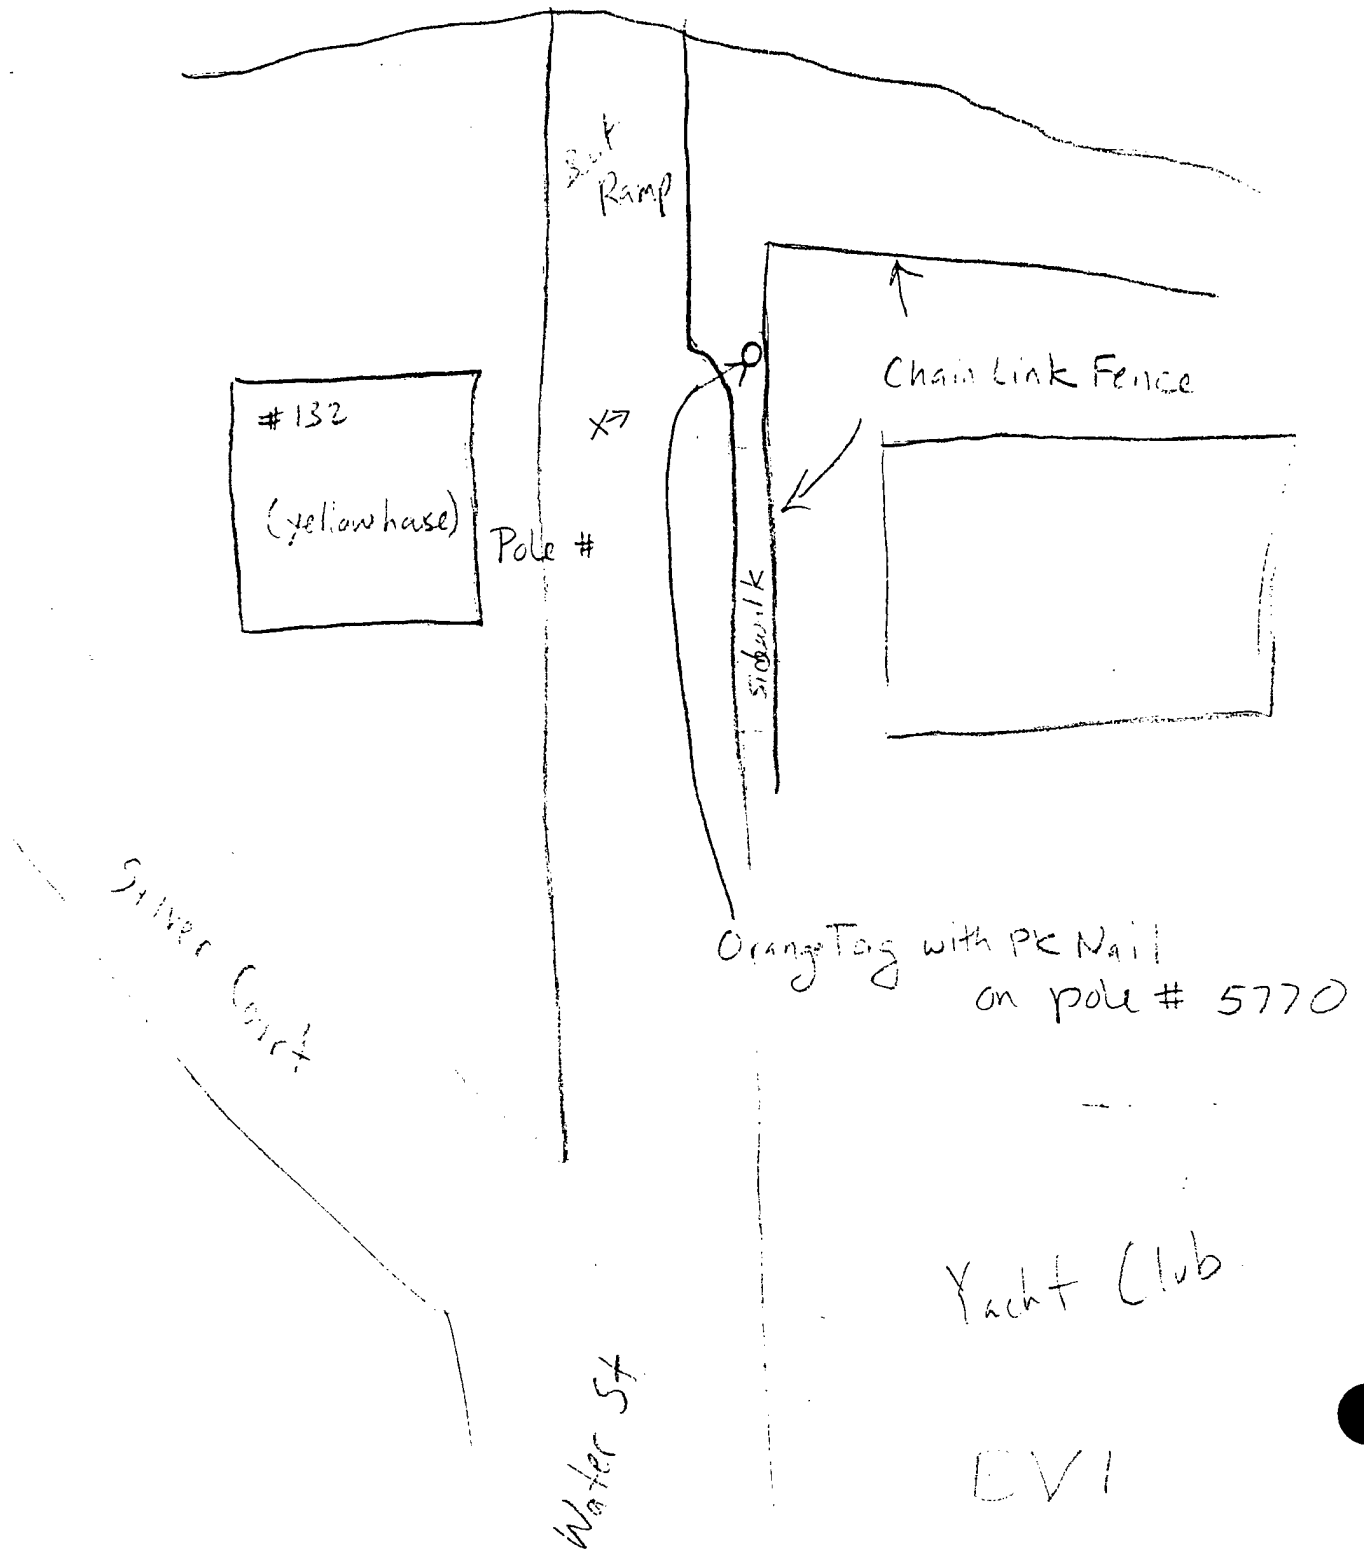 Boat
Ramp
Chain Link Fence
#132
X
(yellow house)
Pole #
sidewalk
Orange Tag with PK Nail
on pole # 5770
Court
Yacht Club
Water St